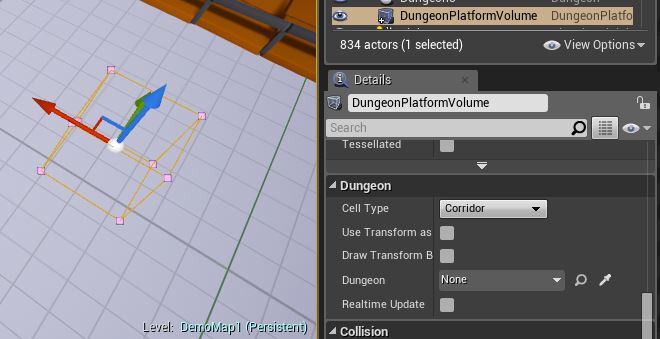 DungeonPlatformVolume DungeonPlatfo
834 actors (1 selected) View Options
Details
DungeonPlatformVolume
Search
Tessellated
Dungeon
Cell Type Corridor
Use Transform as
Draw Transform B
Dungeon None
Realtime Update
Collision
Level: DemoMap1 (Persistent)